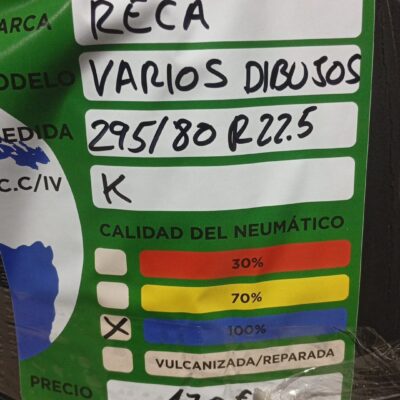 ARCA RECA
ODELO VARIOS DIBUJOS
EDIDA 295/80 R22.5
C.C/IV K
CALIDAD DEL NEUMÁTICO
30%
70%
X 100%
VULCANIZADA/REPARADA
PRECIO